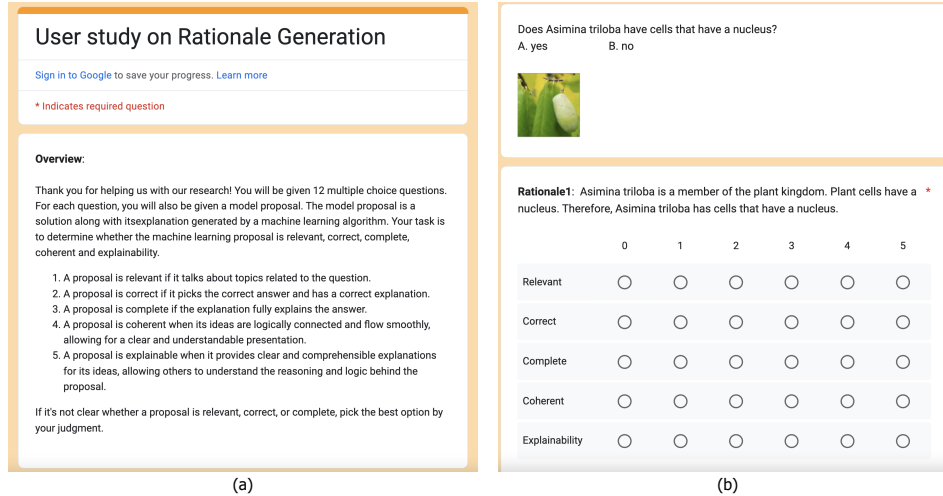 User study on Rationale Generation
Sign in to Google to save your progress. Learn more
* Indicates required question
Overview:
Thank you for helping us with our research! You will be given 12 multiple choice questions.
For each question, you will also be given a model proposal. The model proposal is a
solution along with itsexplanation generated by a machine learning algorithm. Your task is
to determine whether the machine learning proposal is relevant, correct, complete,
coherent and explainability.
1. A proposal is relevant if it talks about topics related to the question.
2. A proposal is correct if it picks the correct answer and has a correct explanation.
3. A proposal is complete if the explanation fully explains the answer.
4. A proposal is coherent when its ideas are logically connected and flow smoothly,
allowing for a clear and understandable presentation.
5. A proposal is explainable when it provides clear and comprehensible explanations
for its ideas, allowing others to understand the reasoning and logic behind the
proposal.
If it's not clear whether a proposal is relevant, correct, or complete, pick the best option by
your judgment.
(a)
Does Asimina triloba have cells that have a nucleus?
A. yes B. no
Rationale1: Asimina triloba is a member of the plant kingdom. Plant cells have a *
nucleus. Therefore, Asimina triloba has cells that have a nucleus.
0 1 2 3 4 5
Relevant
Correct
Complete
Coherent
Explainability
(b)